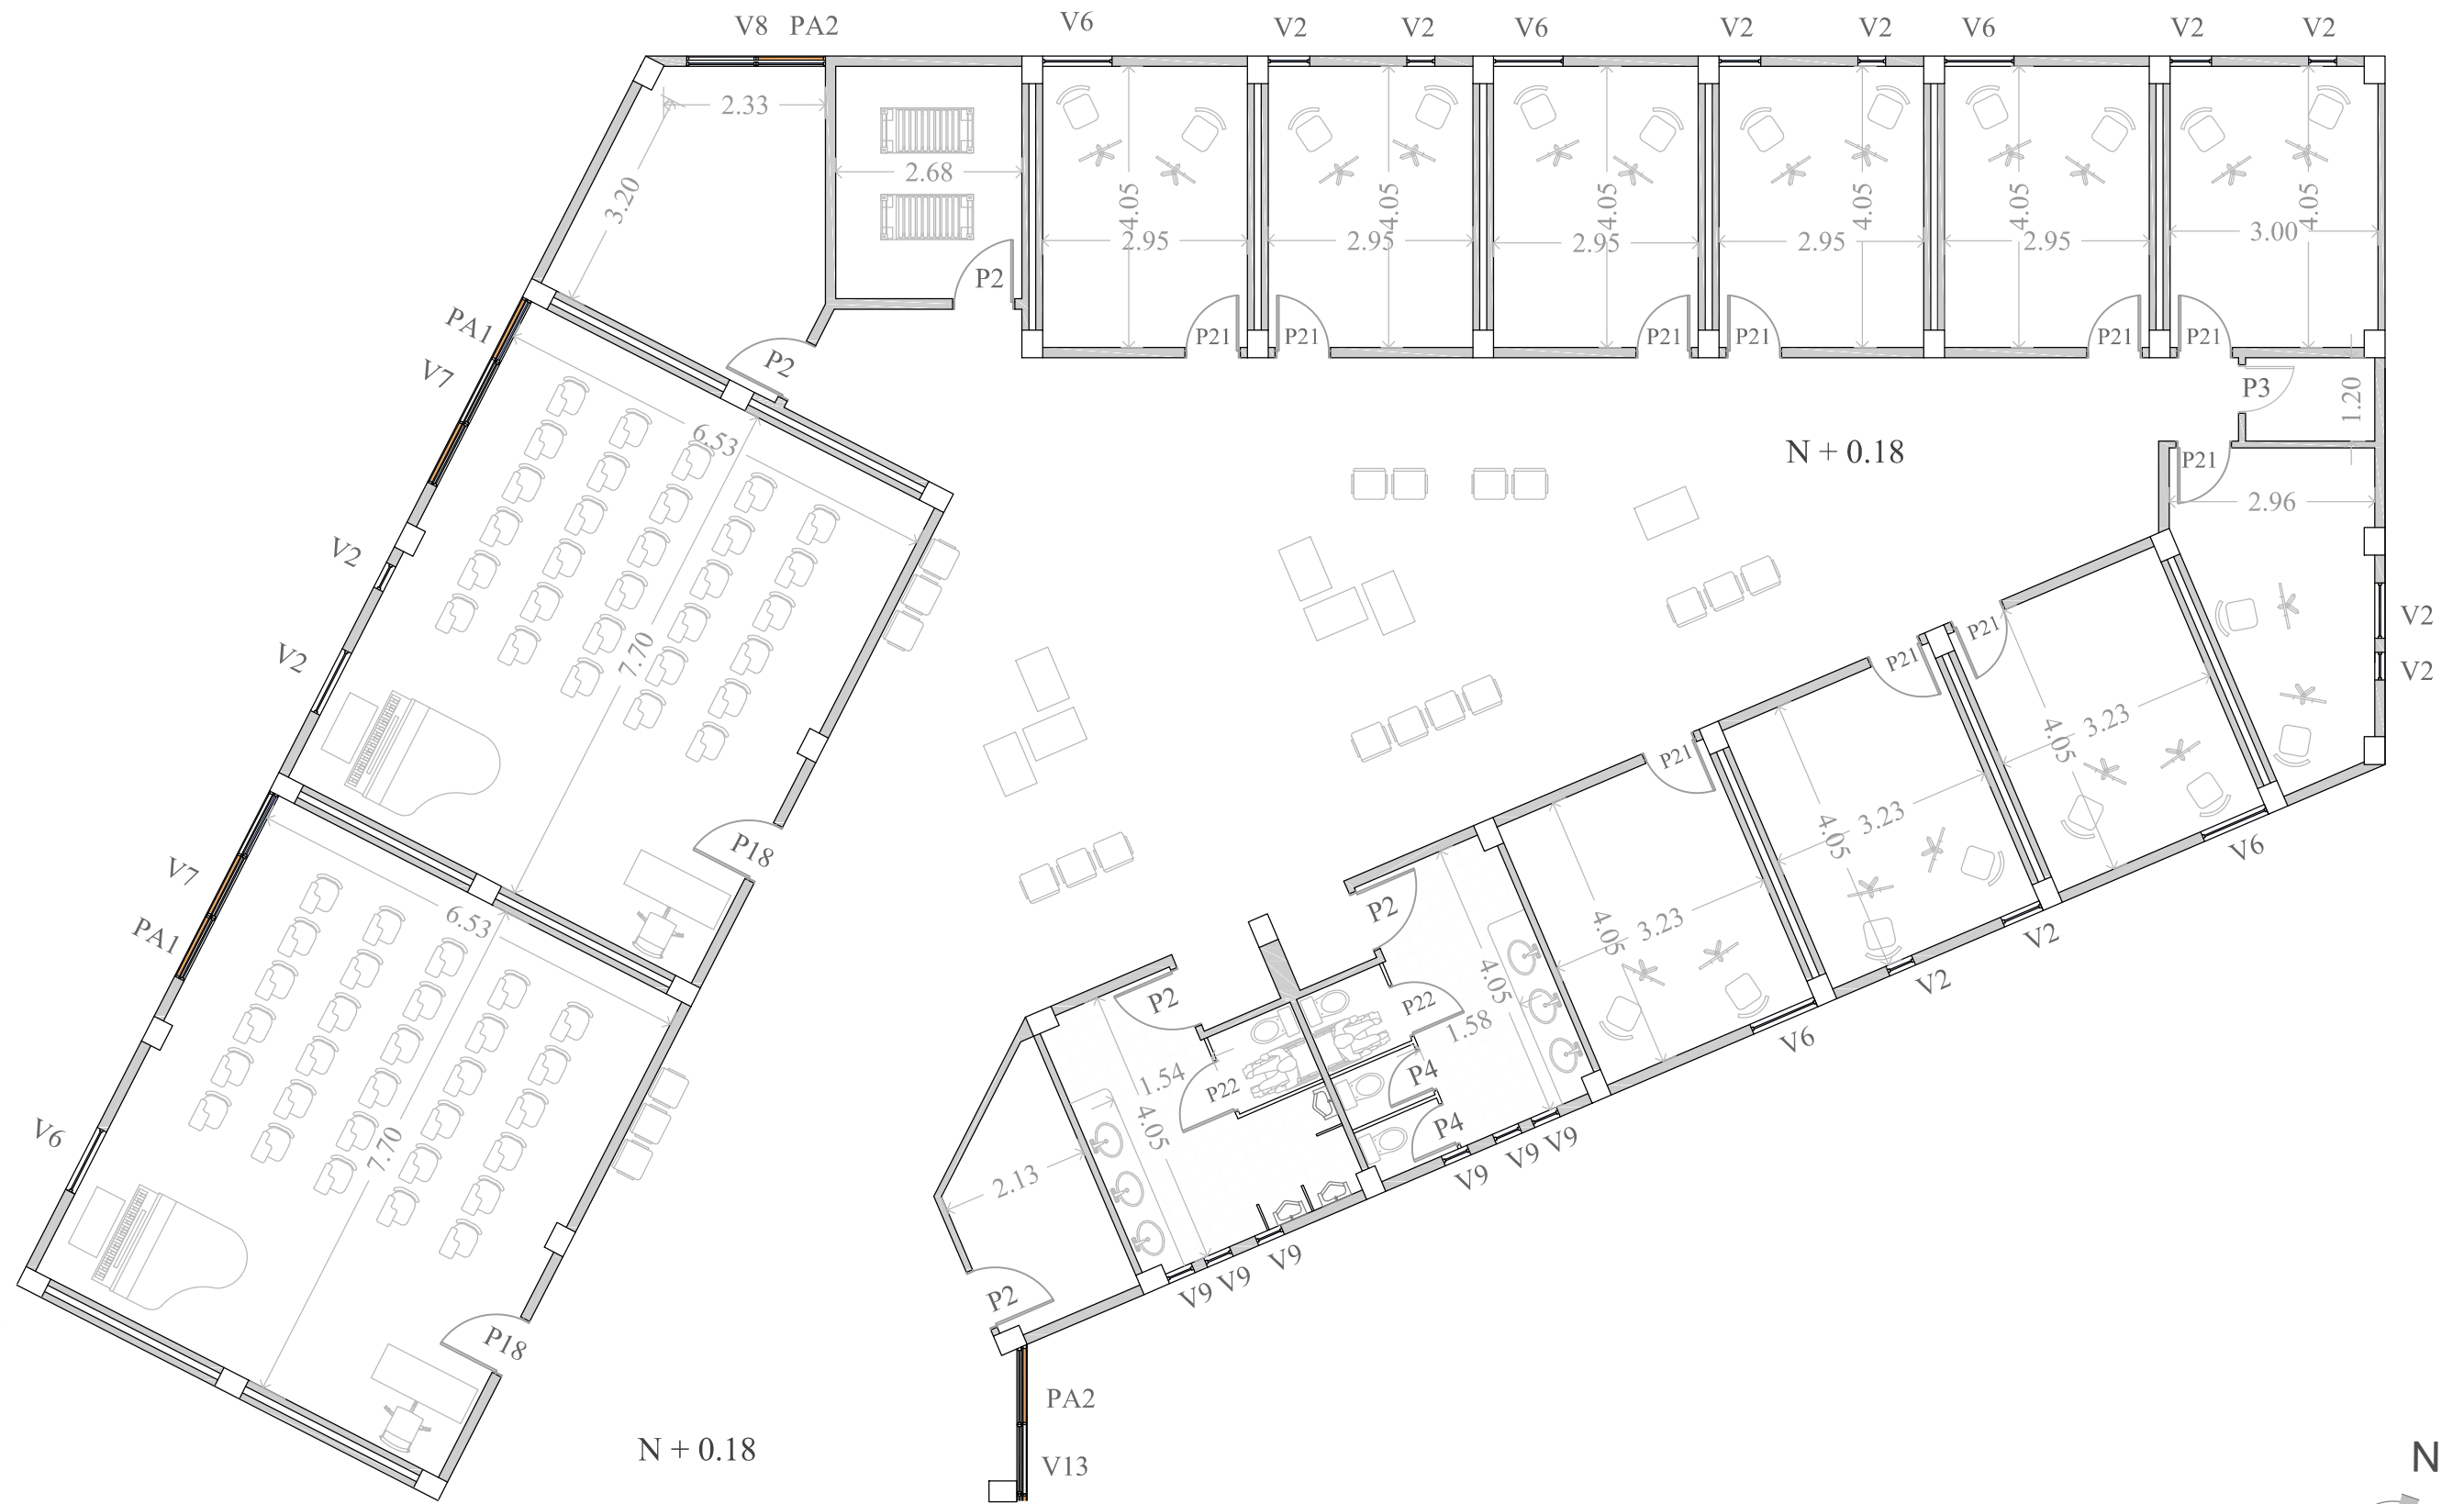 V8 PA2 V6 V2 V2 V6 V2 V2 V6 V2 V2
2.33
2.68
3.20
4.05 4.05 4.05 4.05 4.05 4.05
2.95 2.95 2.95 2.95 2.95 3.00
P2
PA1
P21 P21 P21 P21 P21 P21
V7
P2
P3
1.20
6.53
N + 0.18
P21
2.96
V2
V2
7.70
P21
P21
V2
V2
4.05
3.23
P21
P18
4.05
3.23
V6
V7
PA1
6.53
P2
4.05
3.23
V2
V2
4.05
P2
P22
1.58
V6
1.54
P22
P4
P4
4.05
7.70
V6
2.13
V9 V9 V9
V9 V9 V9
P2
P18
PA2
N + 0.18
V13
N